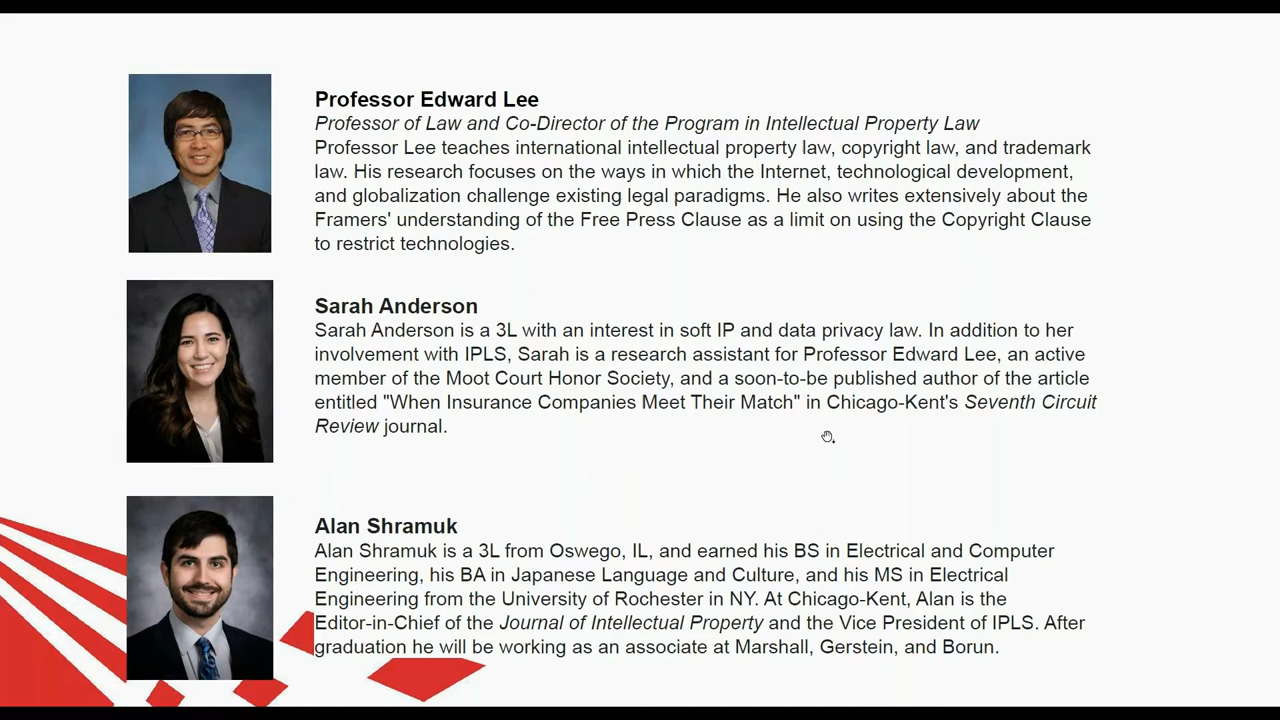 Professor Edward Lee
Professor of Law and Co-Director of the Program in Intellectual Property Law
Professor Lee teaches international intellectual property law, copyright law, and trademark
law. His research focuses on the ways in which the Internet, technological development,
and globalization challenge existing legal paradigms. He also writes extensively about the
Framers' understanding of the Free Press Clause as a limit on using the Copyright Clause
to restrict technologies.
Sarah Anderson
Sarah Anderson is a 3L with an interest in soft IP and data privacy law. In addition to her
involvement with IPLS, Sarah is a research assistant for Professor Edward Lee, an active
member of the Moot Court Honor Society, and a soon-to-be published author of the article
entitled "When Insurance Companies Meet Their Match" in Chicago-Kent's Seventh Circuit
Review journal.
Alan Shramuk
Alan Shramuk is a 3L from Oswego, IL, and earned his BS in Electrical and Computer
Engineering, his BA in Japanese Language and Culture, and his MS in Electrical
Engineering from the University of Rochester in NY. At Chicago-Kent, Alan is the
Editor-in-Chief of the Journal of Intellectual Property and the Vice President of IPLS. After
graduation he will be working as an associate at Marshall, Gerstein, and Borun.